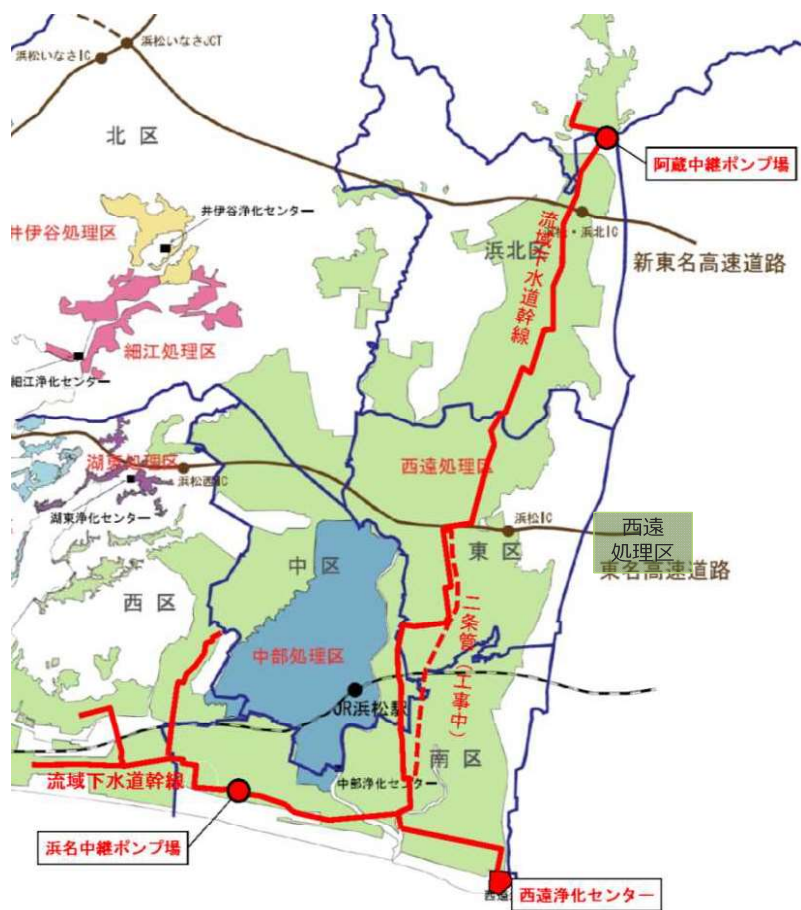 浜松いなさJCT
浜松いなさIC
北区
阿蔵中継ポンプ場
井伊谷浄化センター
井伊谷処理区
流域下水道幹線
浜松・浜北IC
浜北区
新東名高速道路
細江処理区
細江浄化センター
西遠処理区
湖東処理区
浜松西IC
湖東浄化センター
浜松IC
西遠
処理区
東名高速道路
中区
東区
西区
中部処理区
二条管(工事中)
JR浜松駅
南区
中部浄化センター
流域下水道幹線
浜名中継ポンプ場
西遠浄化センター
西遠